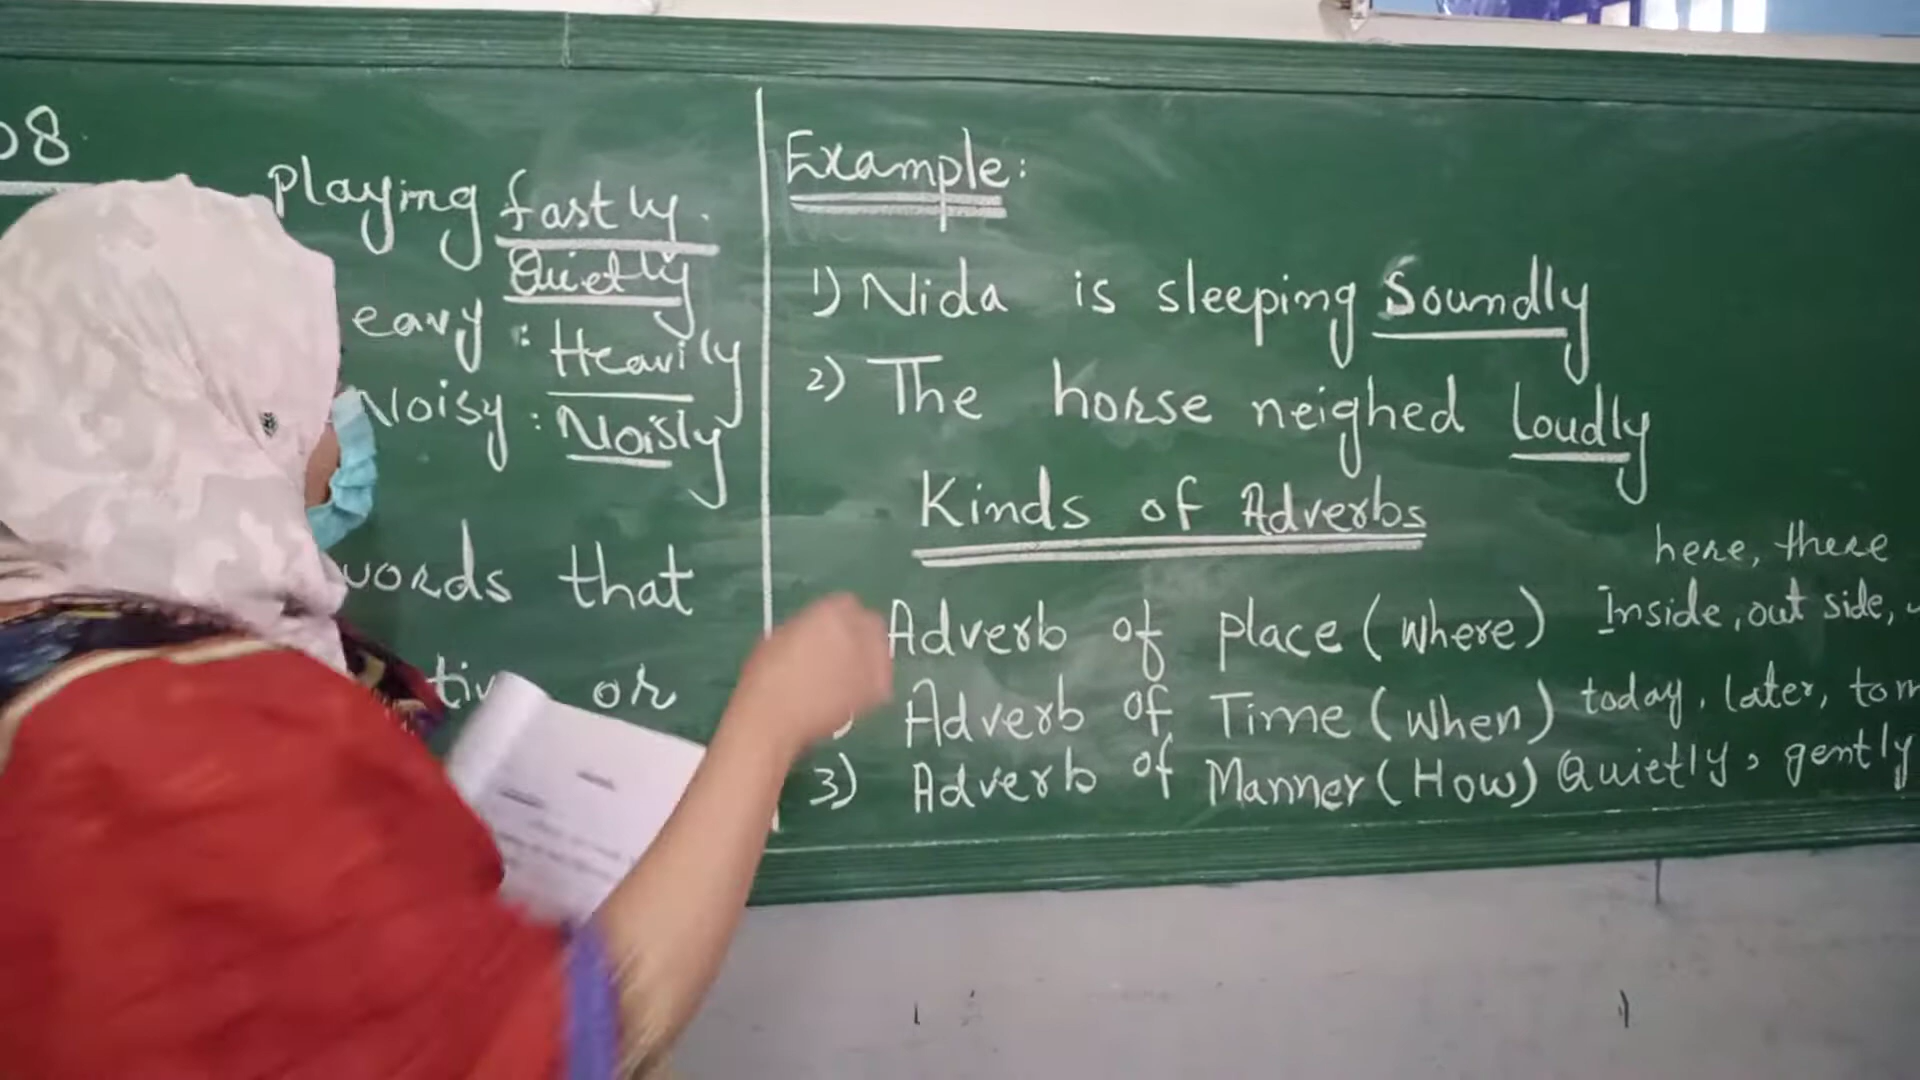 08
Playing fastly.
Quietly
eavy : Heavily
Noisy : Noisly
words that
or
Example:
1) Nida is sleeping Soundly
2) The horse neighed Loudly
Kinds of Adverbs
here, there
Adverb of place (where) Inside, out side,
Adverb of Time (when) today, later, tom
3) Adverb of Manner (How) Quietly, gently